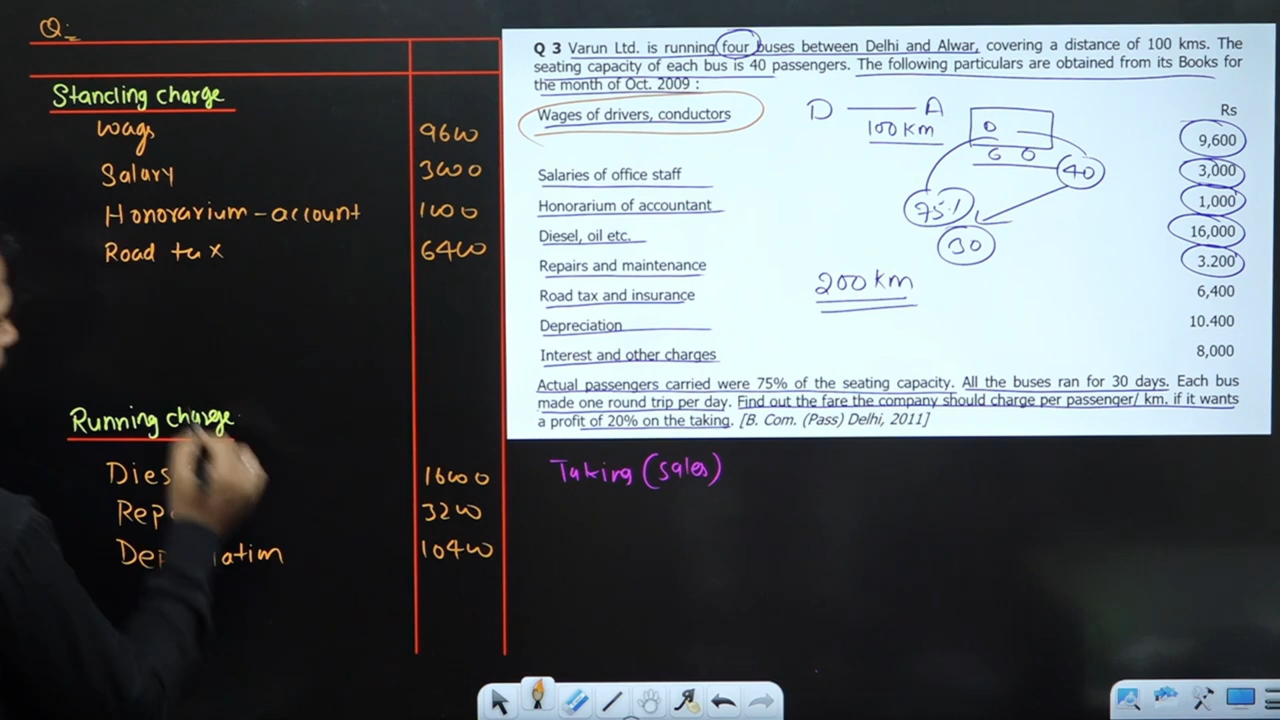 Q:-
Standing charge
Wags 9600
Salary 3000
Honorarium - account 1000
Road tax 6400
Running charge
Dies 16000
Rep 3200
Dep iatim 10400
Q 3 Varun Ltd. is running four buses between Delhi and Alwar, covering a distance of 100 kms. The
seating capacity of each bus is 40 passengers. The following particulars are obtained from its Books for
the month of Oct. 2009 :
Rs
Wages of drivers, conductors 9,600
Salaries of office staff 3,000
Honorarium of accountant 1,000
Diesel, oil etc. 16,000
Repairs and maintenance 3.200
Road tax and insurance 6,400
Depreciation 10.400
Interest and other charges 8,000
D A
100 km
40
75%
30
200 km
Actual passengers carried were 75% of the seating capacity. All the buses ran for 30 days. Each bus
made one round trip per day. Find out the fare the company should charge per passenger/ km. if it wants
a profit of 20% on the taking. [B. Com. (Pass) Delhi, 2011]
Taking (sales)